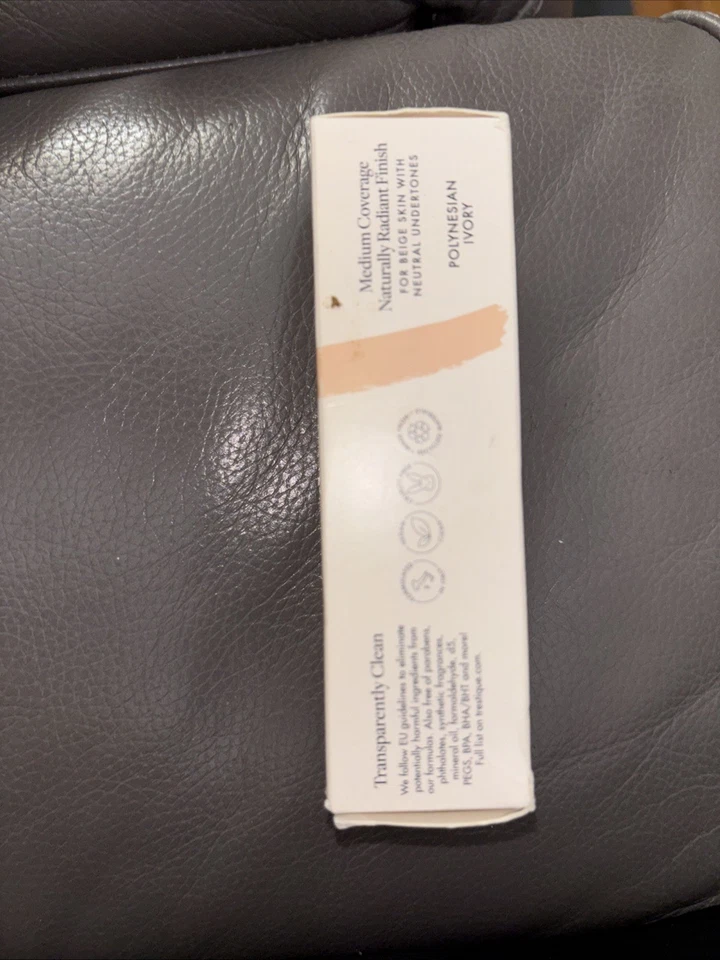 Medium Coverage
Naturally Radiant Finish
FOR BEIGE SKIN WITH
NEUTRAL UNDERTONES
POLYNESIAN
IVORY
Transparently Clean
We follow EU guidelines to eliminate
potentially harmful ingredients from
our formulas. Also free of parabens,
phthalates, synthetic fragrances,
mineral oil, formaldehyde, d5,
PEGS, BPA, BHA/BHT and more!
Full list on trestique.com.